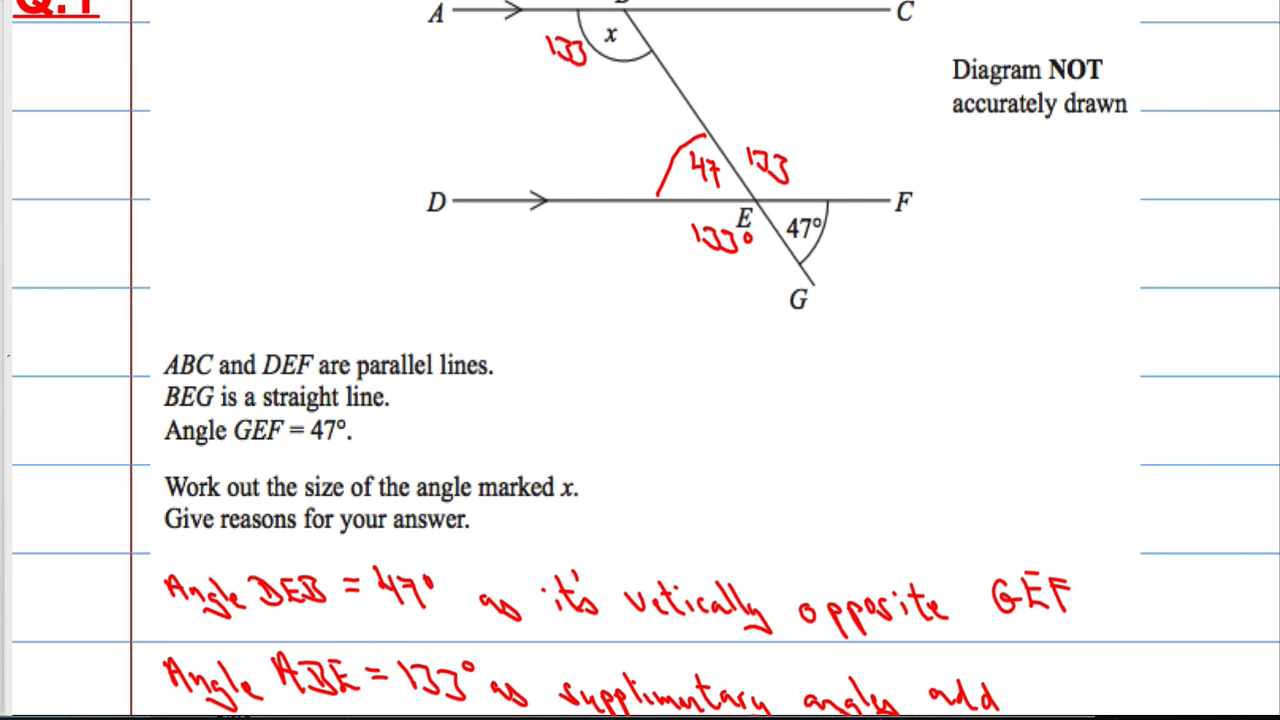 Q.1
A
C
x
133
Diagram NOT
accurately drawn
47
133
D
E
F
133°
47°
G
ABC and DEF are parallel lines.
BEG is a straight line.
Angle GEF = 47°.
Work out the size of the angle marked x.
Give reasons for your answer.
Angle DEB = 47° as it's vetically opposite GEF
Angle ABE = 133° as supplimentary angles add